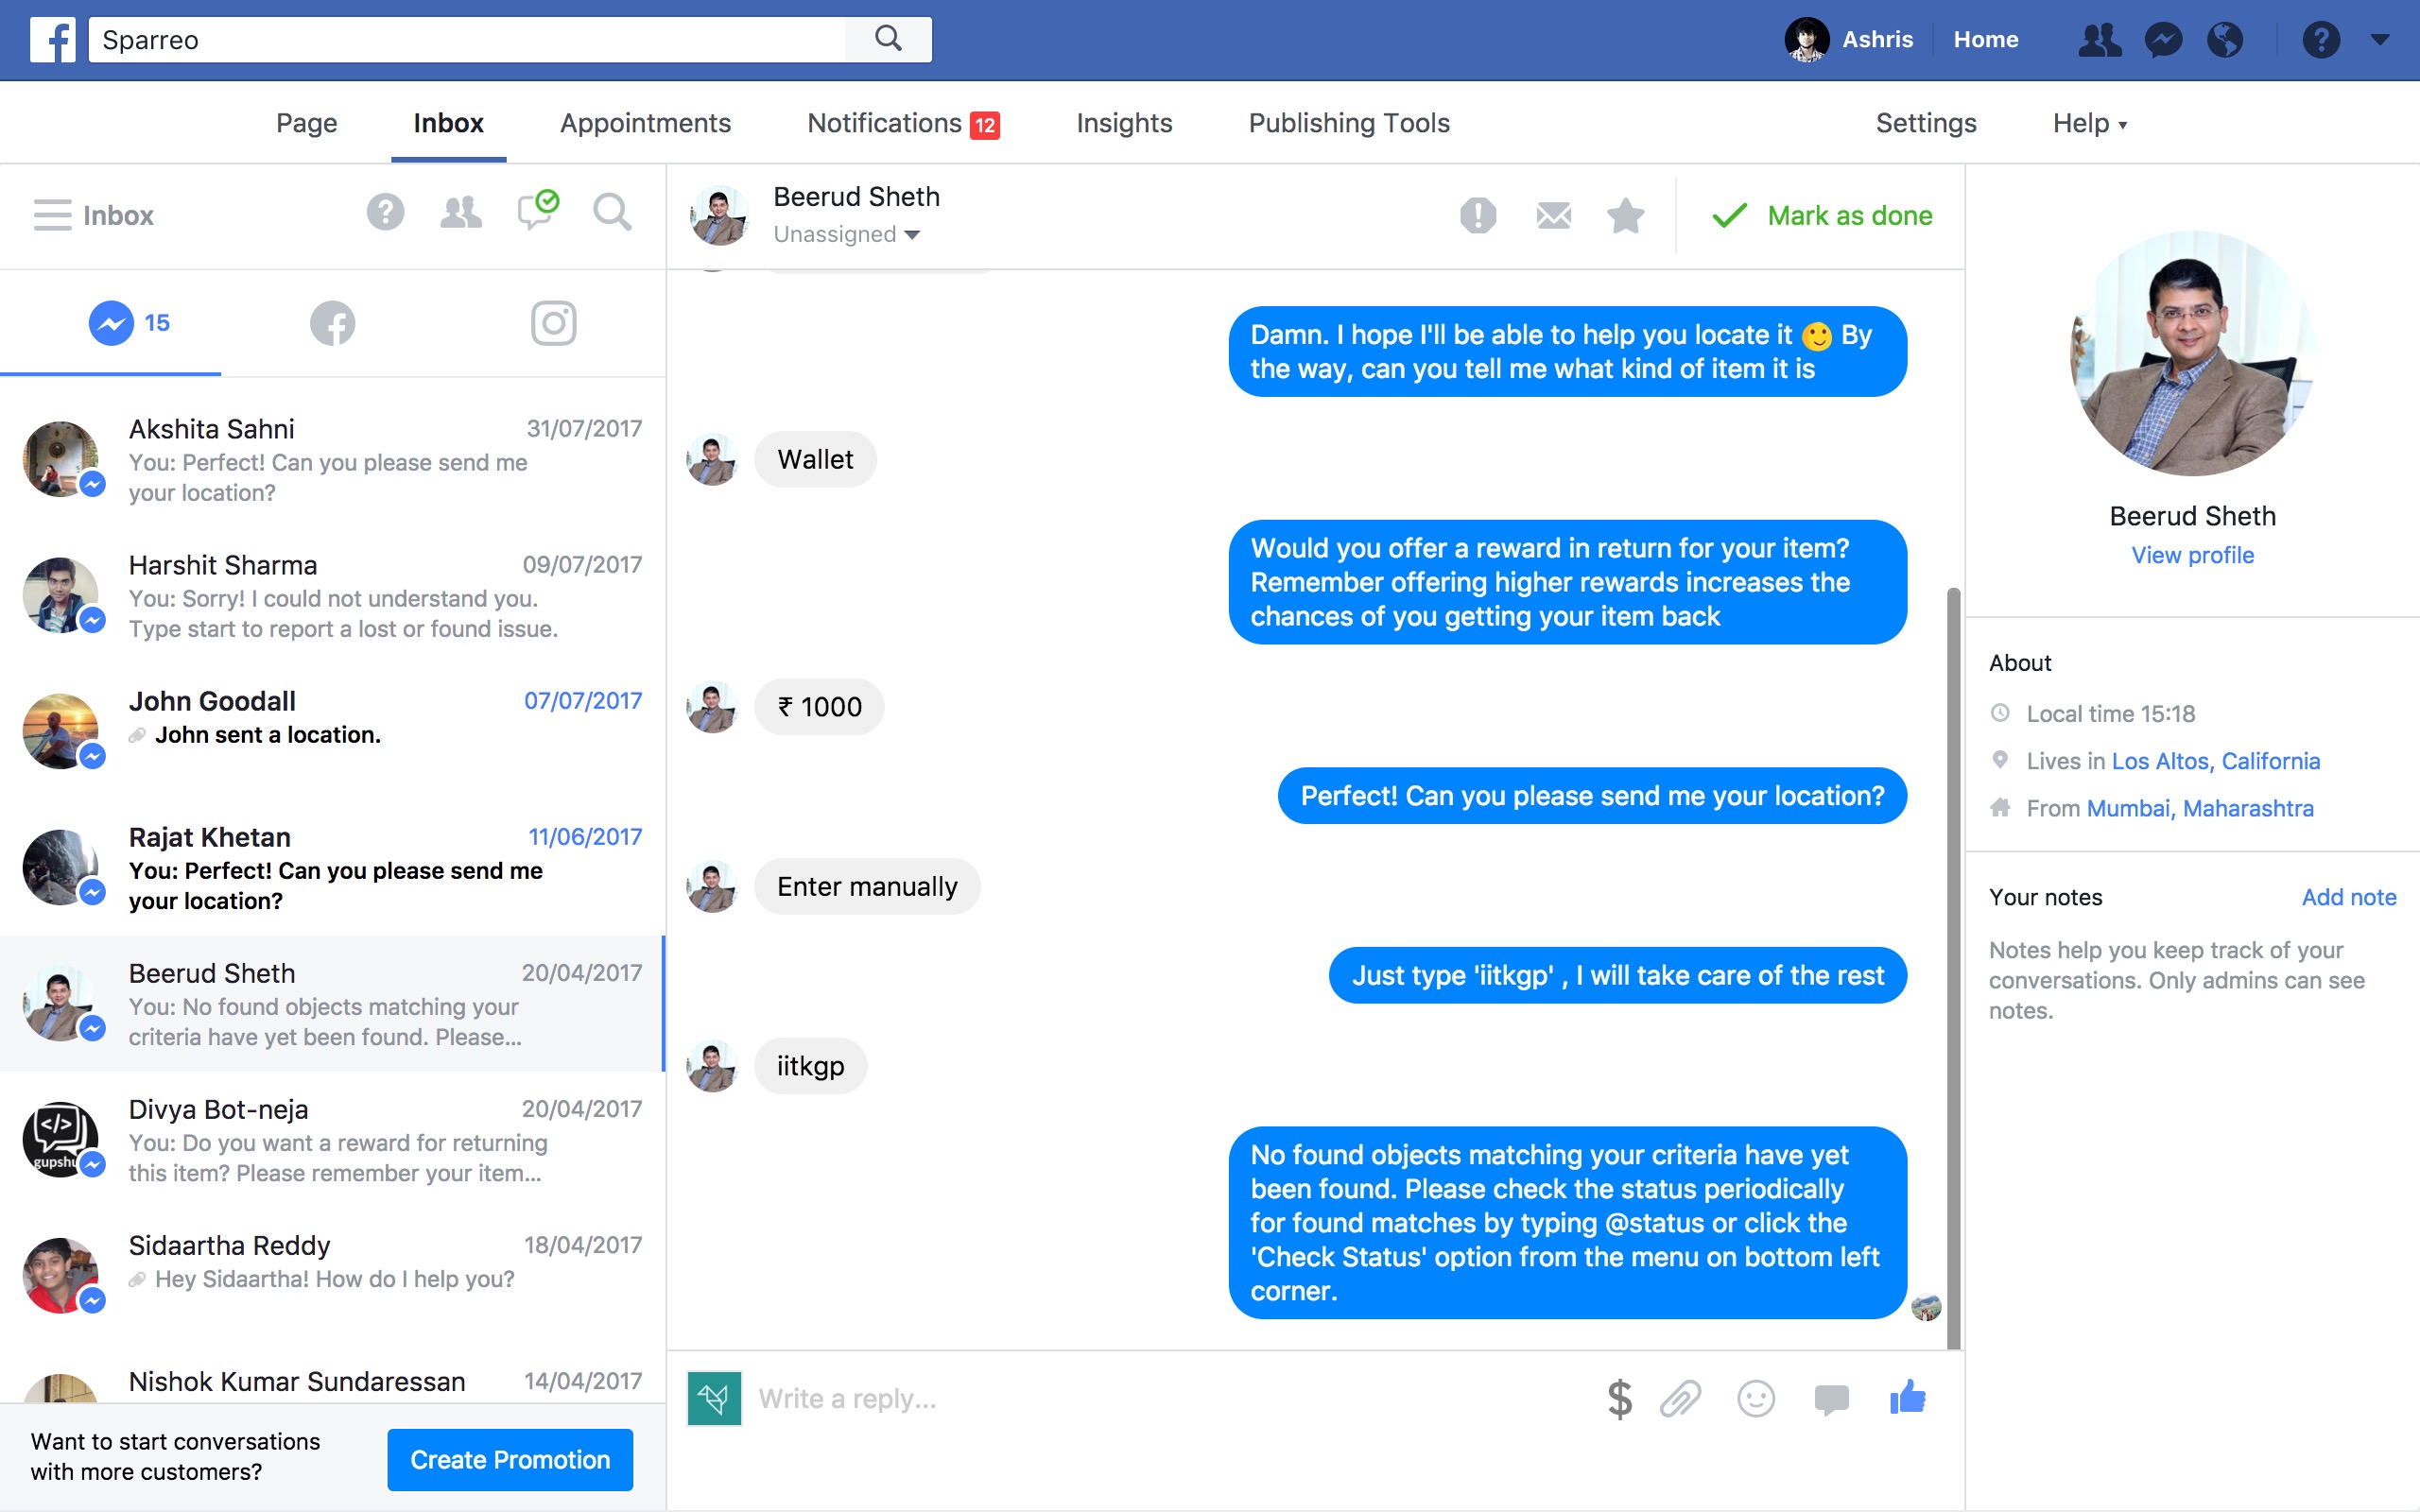 Sparreo
Ashris
Home
Page
Inbox
Appointments
Notifications 12
Insights
Publishing Tools
Settings
Help
Inbox
15
Akshita Sahni
31/07/2017
You: Perfect! Can you please send me
your location?
Harshit Sharma
09/07/2017
You: Sorry! I could not understand you.
Type start to report a lost or found issue.
John Goodall
07/07/2017
John sent a location.
Rajat Khetan
11/06/2017
You: Perfect! Can you please send me
your location?
Beerud Sheth
20/04/2017
You: No found objects matching your
criteria have yet been found. Please...
Divya Bot-neja
20/04/2017
You: Do you want a reward for returning
this item? Please remember your item...
</> 
gupshu
Sidaartha Reddy
18/04/2017
Hey Sidaartha! How do I help you?
Nishok Kumar Sundaressan
14/04/2017
Want to start conversations
with more customers?
Create Promotion
Beerud Sheth
Unassigned
Mark as done
Damn. I hope I'll be able to help you locate it 🙂 By
the way, can you tell me what kind of item it is
Wallet
Would you offer a reward in return for your item?
Remember offering higher rewards increases the
chances of you getting your item back
₹ 1000
Perfect! Can you please send me your location?
Enter manually
Just type 'iitkgp' , I will take care of the rest
iitkgp
No found objects matching your criteria have yet
been found. Please check the status periodically
for found matches by typing @status or click the
'Check Status' option from the menu on bottom left
corner.
Write a reply...
Beerud Sheth
View profile
About
Local time 15:18
Lives in Los Altos, California
From Mumbai, Maharashtra
Your notes
Add note
Notes help you keep track of your
conversations. Only admins can see
notes.